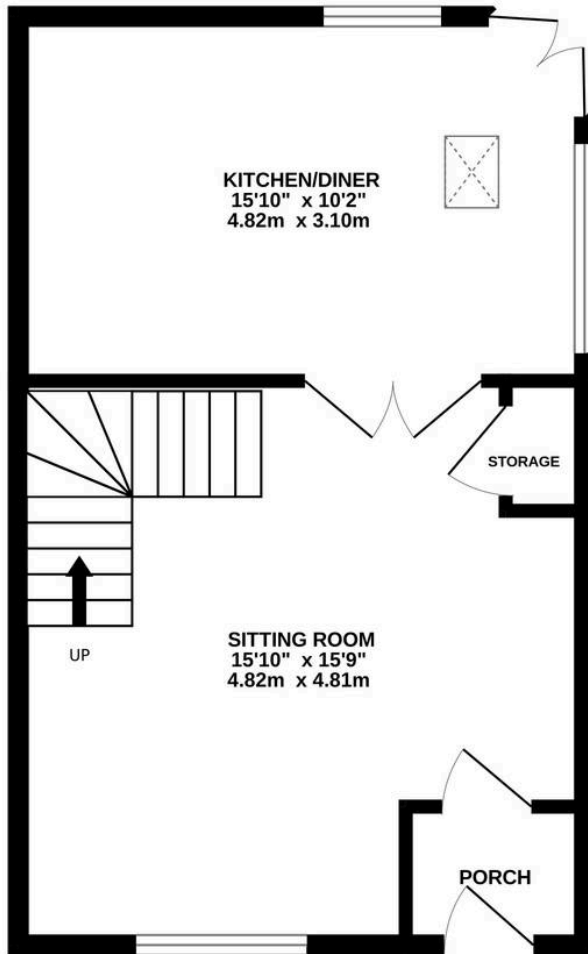 KITCHEN/DINER
15'10" x 10'2"
4.82m x 3.10m
STORAGE
UP
SITTING ROOM
15'10" x 15'9"
4.82m x 4.81m
PORCH